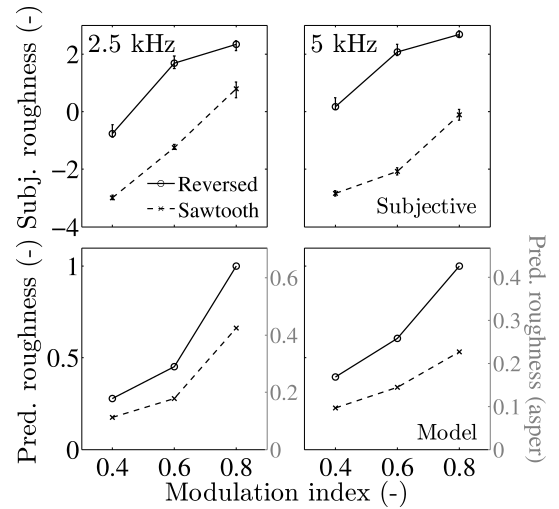 2.5 kHz
5 kHz
Subj. roughness (-)
2
0
−2
−4
Reversed
Sawtooth
Subjective
Pred. roughness (-)
1
0.5
0
0.6
0.4
0.2
0
0.4
0.3
0.2
0.1
0
Pred. roughness (asper)
Model
0.4 0.6 0.8 0.4 0.6 0.8
Modulation index (-)